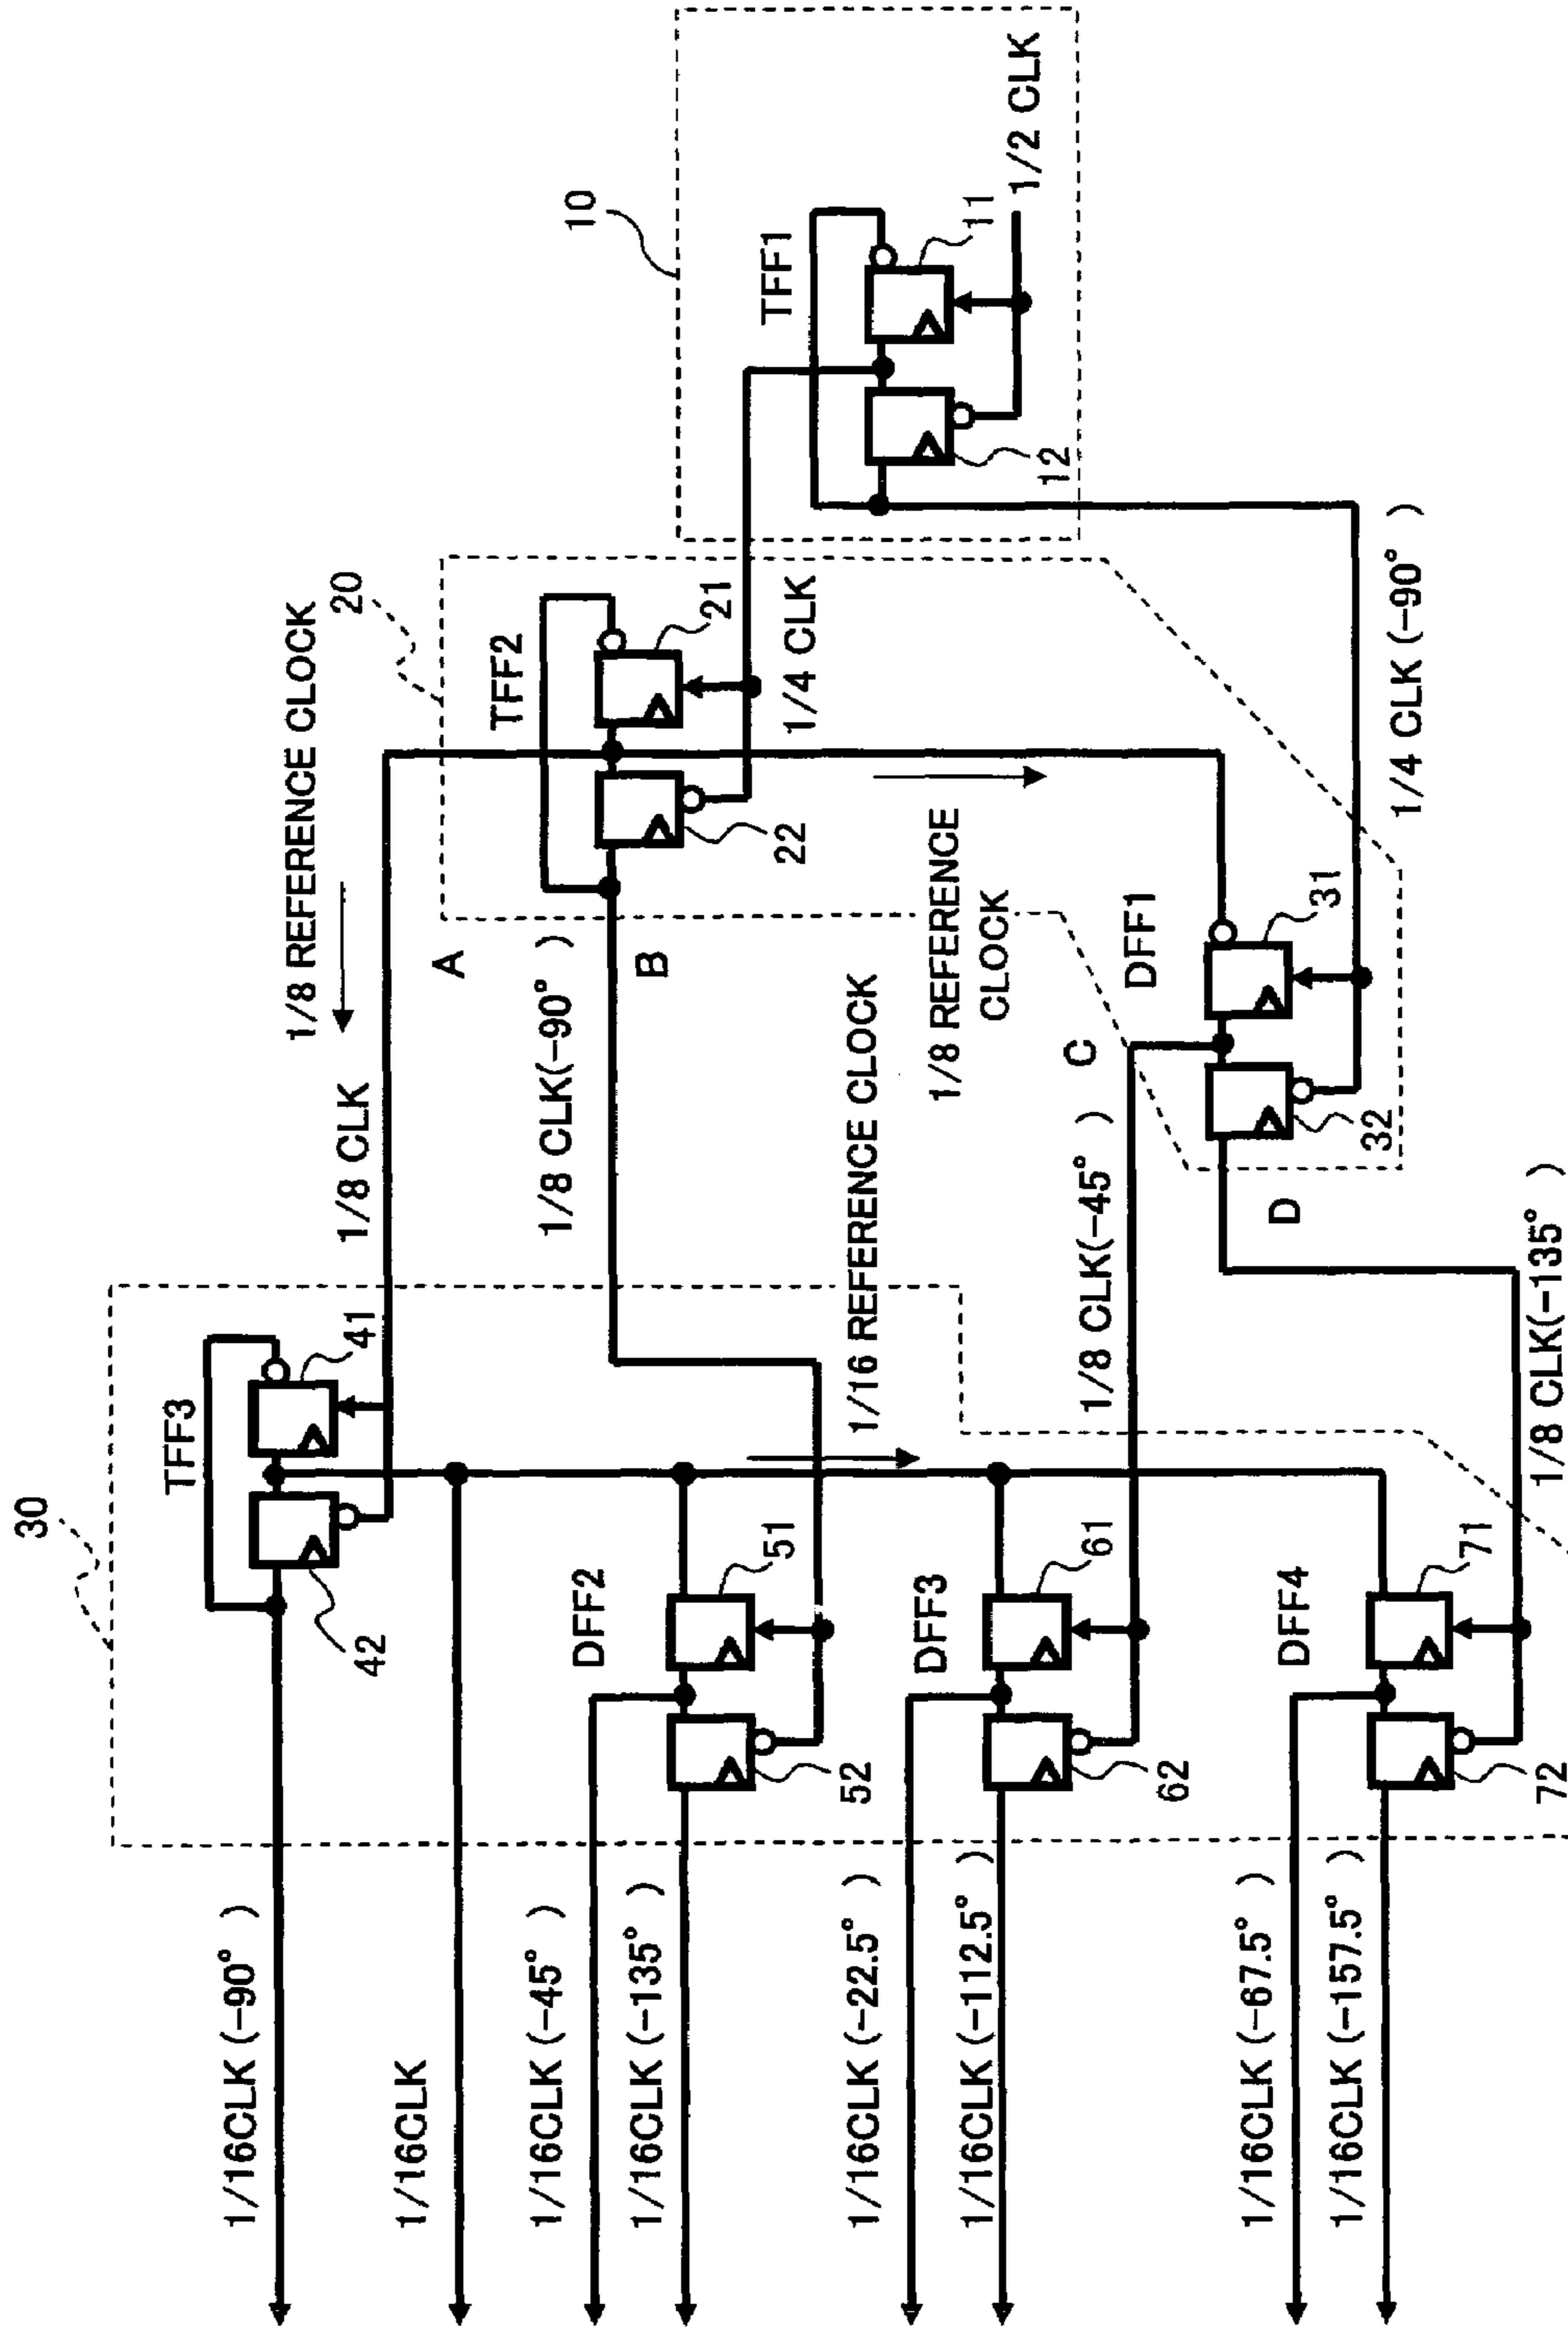 30
1/8 REFERENCE CLOCK
20
10
TFF3
41
42
1/8 CLK
A
TFF2
21
22
TFF1
11
12
1/2 CLK
1/4 CLK
1/8 CLK(-90° )
B
1/16 REFERENCE CLOCK
1/8 REFERENCE
CLOCK
DFF2
51
52
1/8 CLK(-45° )
C
DFF1
31
32
1/4 CLK (-90° )
DFF3
61
62
D
1/8 CLK(-135° )
DFF4
71
72
1/16CLK (-90° )
1/16CLK
1/16CLK (-45° )
1/16CLK (-135° )
1/16CLK (-22.5° )
1/16CLK (-112.5° )
1/16CLK (-67.5° )
1/16CLK (-157.5° )